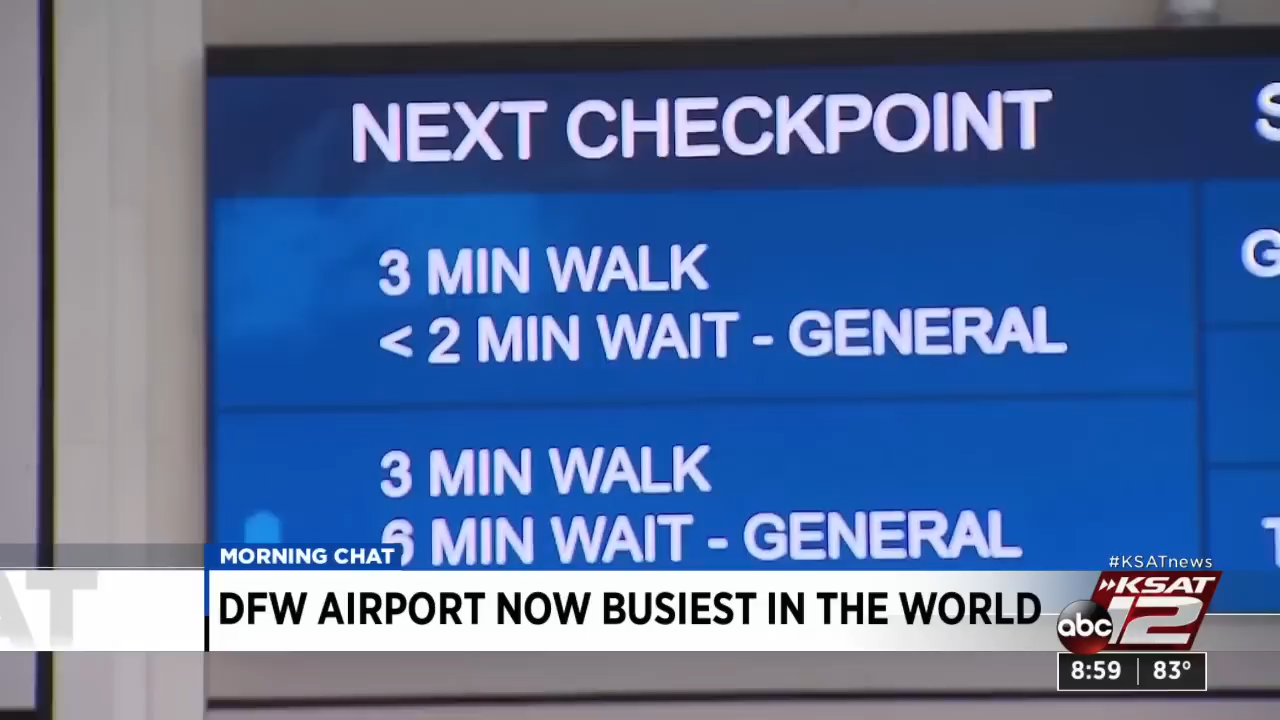 NEXT CHECKPOINT
3 MIN WALK
< 2 MIN WAIT - GENERAL
3 MIN WALK
6 MIN WAIT - GENERAL
MORNING CHAT
#KSATnews
DFW AIRPORT NOW BUSIEST IN THE WORLD
KSAT
abc 12
8:59 83°